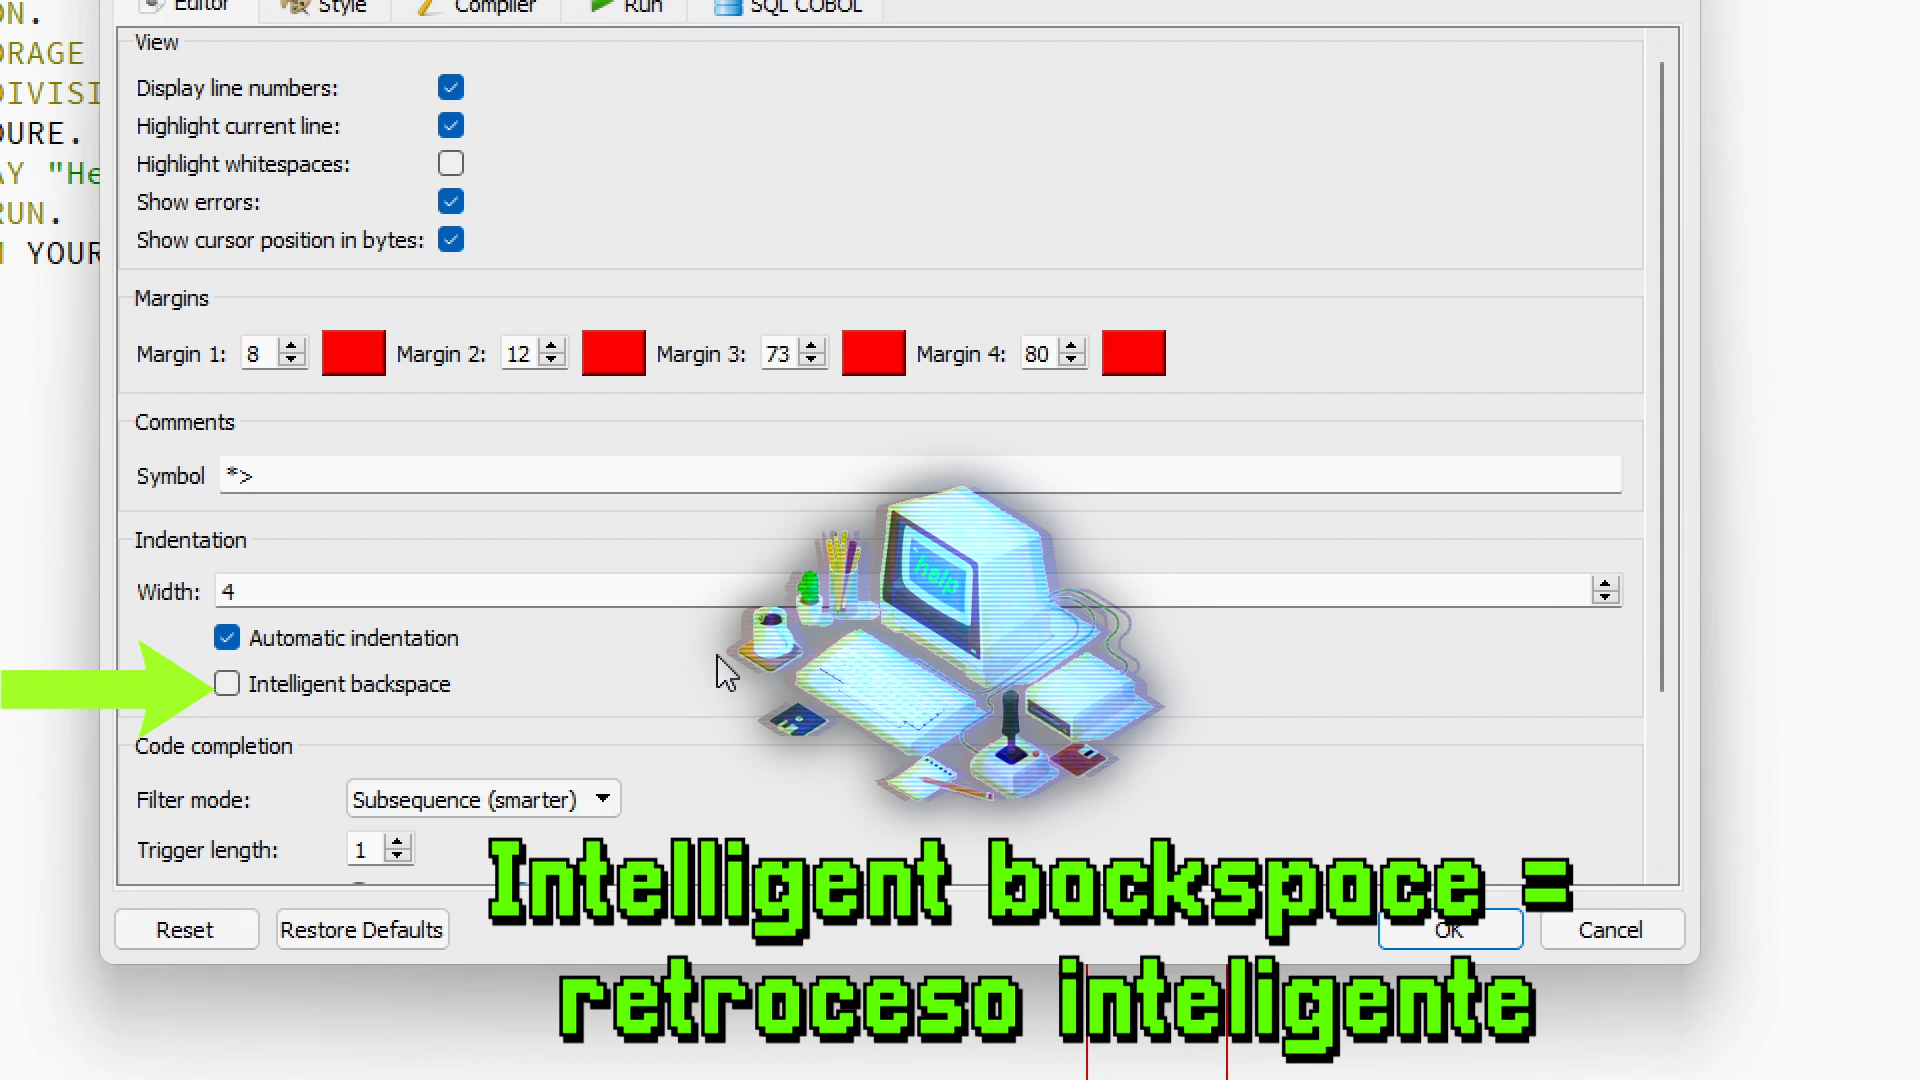 Editor Style Compiler Run SQL COBOL
ON.
ORAGE
DIVISI
DURE.
AY "He
RUN.
YOUR
View
Display line numbers:
Highlight current line:
Highlight whitespaces:
Show errors:
Show cursor position in bytes:
Margins
Margin 1: 8 Margin 2: 12 Margin 3: 73 Margin 4: 80
Comments
Symbol *>
Indentation
Width: 4
Automatic indentation
Intelligent backspace
help
Code completion
Filter mode: Subsequence (smarter)
Trigger length: 1
Reset Restore Defaults OK Cancel
Intelligent backspace =
retroceso inteligente